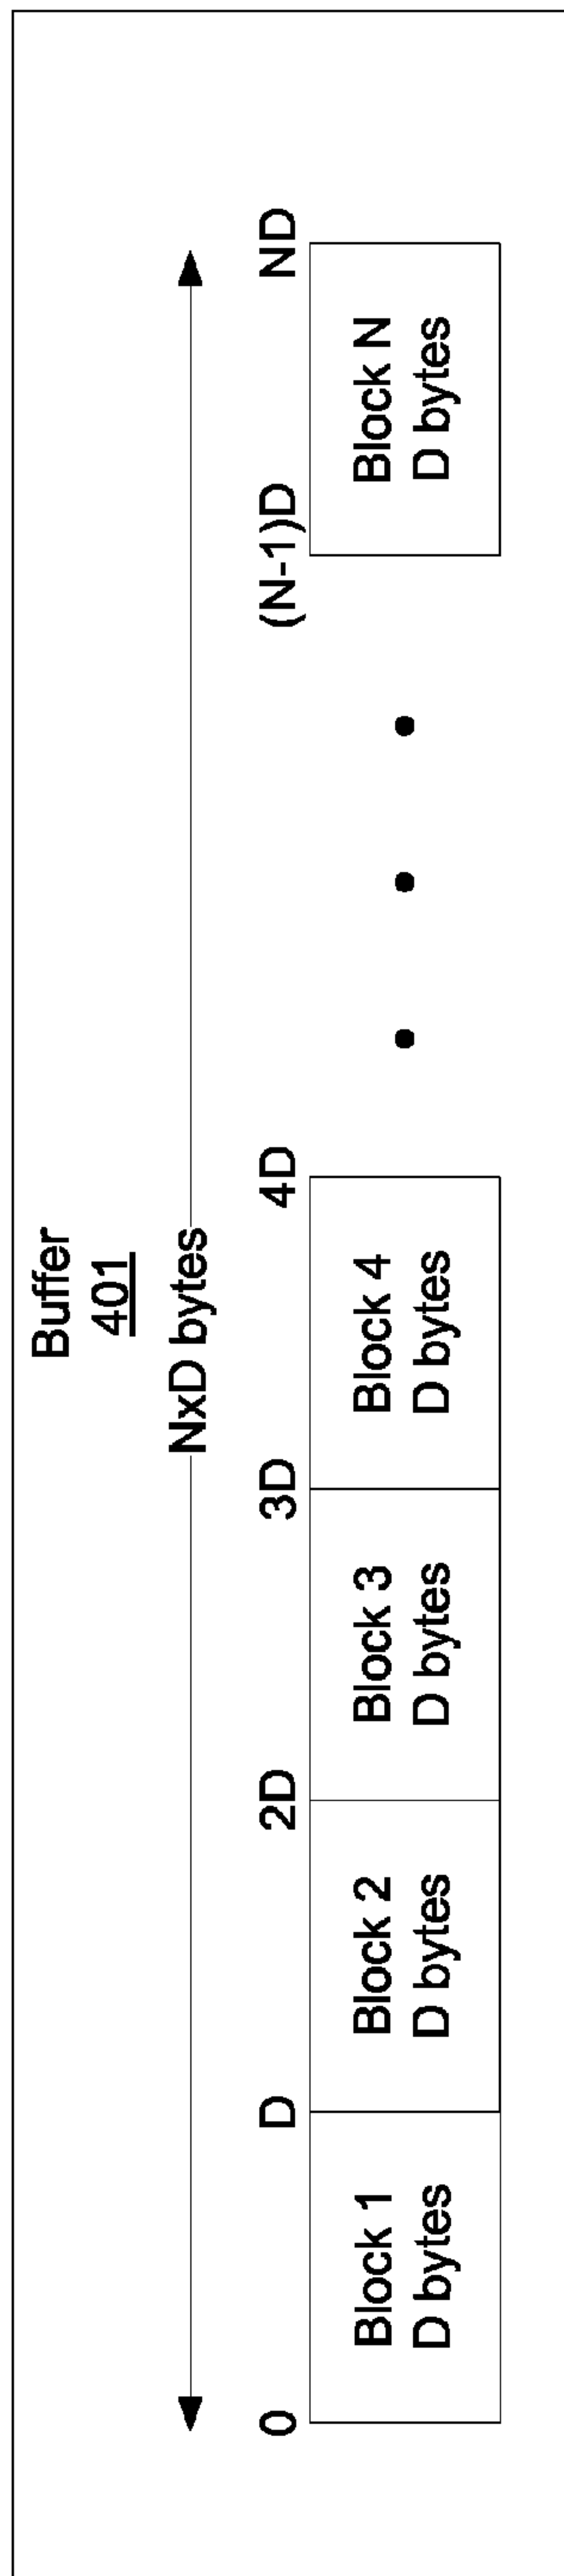 Buffer
401
NxD bytes
0
D
2D
3D
4D
(N-1)D
ND
Block 1
D bytes
Block 2
D bytes
Block 3
D bytes
Block 4
D bytes
Block N
D bytes